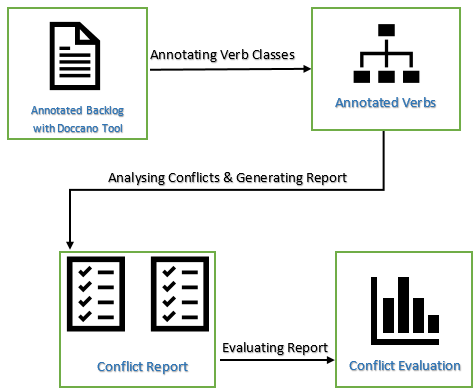 Annotating Verb Classes
Annotated Backlog
with Doccano Tool
Annotated Verbs
Analysing Conflicts & Generating Report
Conflict Report
Evaluating Report
Conflict Evaluation